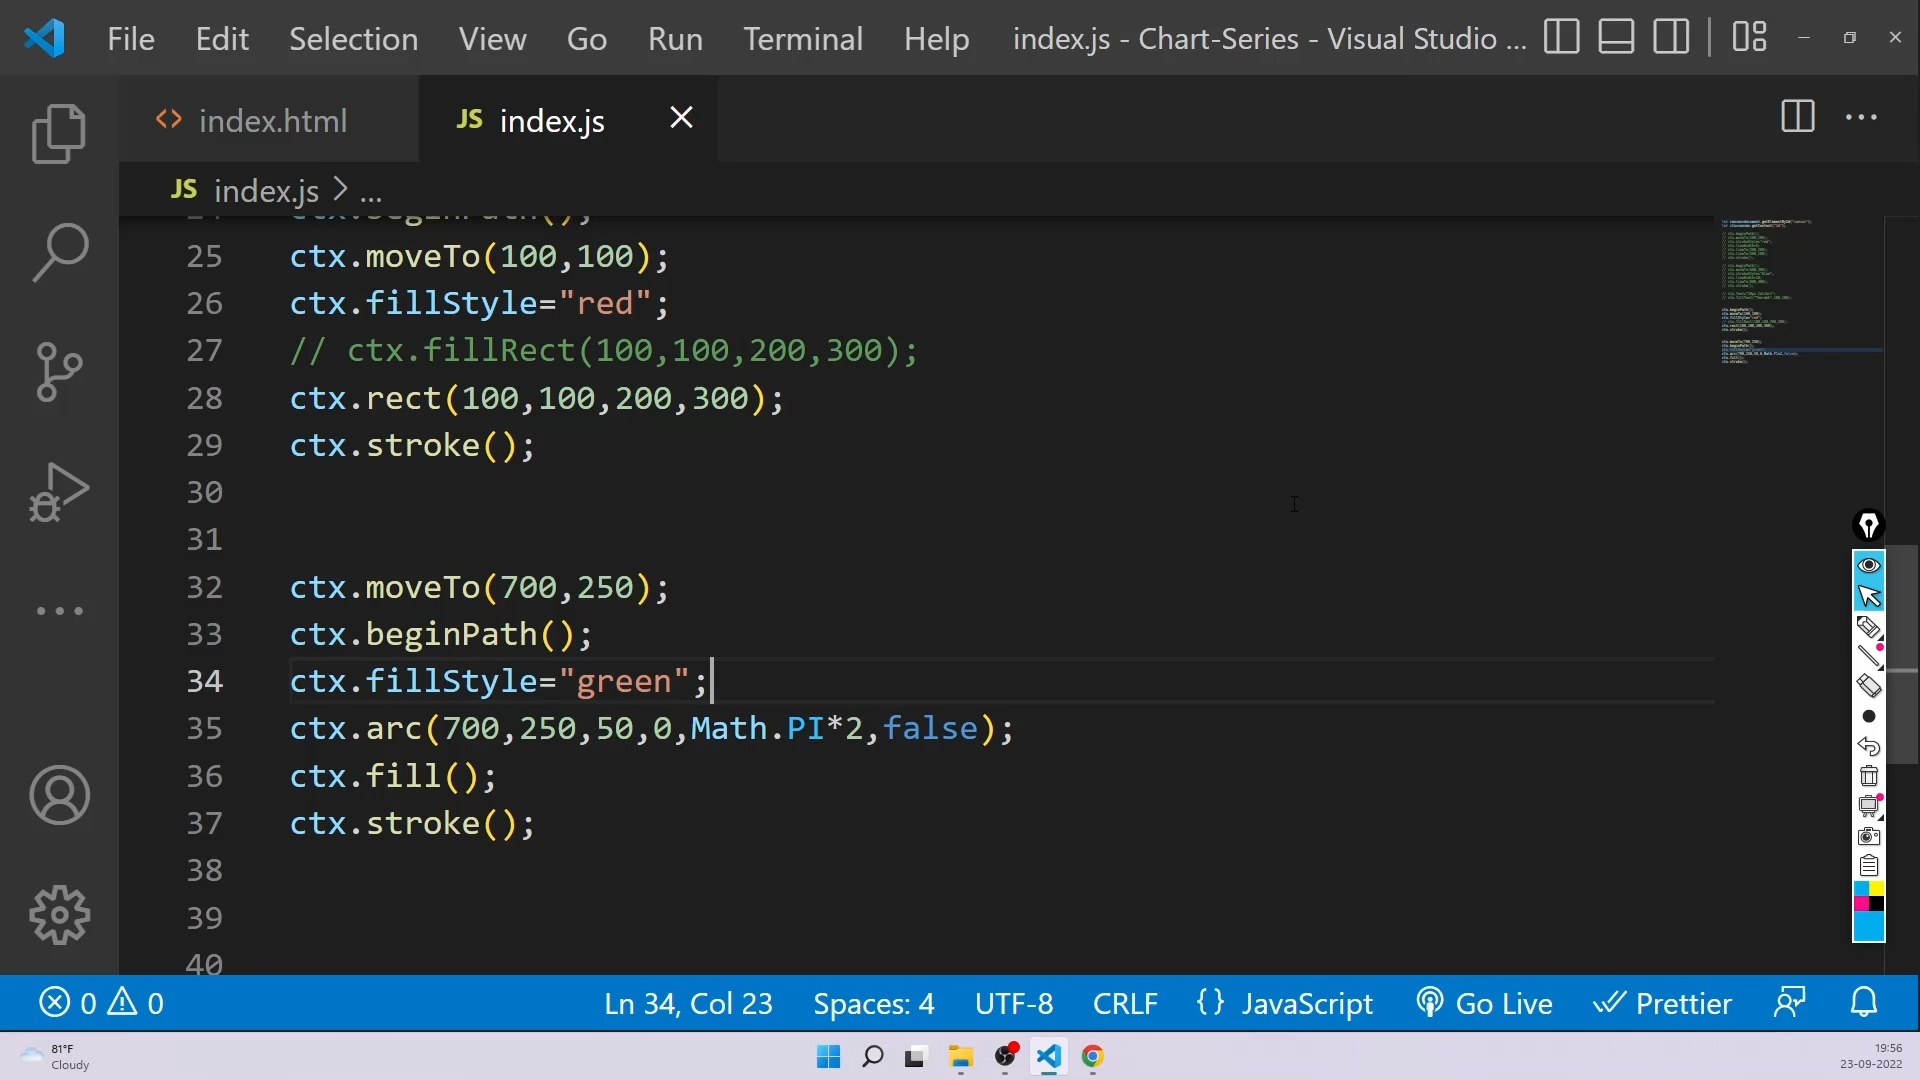 File Edit Selection View Go Run Terminal Help index.js - Chart-Series - Visual Studio ...
index.html JS index.js
JS index.js > ...
24 ctx.beginPath();
25 ctx.moveTo(100,100);
26 ctx.fillStyle="red";
27 // ctx.fillRect(100,100,200,300);
28 ctx.rect(100,100,200,300);
29 ctx.stroke();
30
31
32 ctx.moveTo(700,250);
33 ctx.beginPath();
34 ctx.fillStyle="green";
35 ctx.arc(700,250,50,0,Math.PI*2,false);
36 ctx.fill();
37 ctx.stroke();
38
39
40
0 0 Ln 34, Col 23 Spaces: 4 UTF-8 CRLF {} JavaScript Go Live Prettier
81°F
Cloudy
19:56
23-09-2022